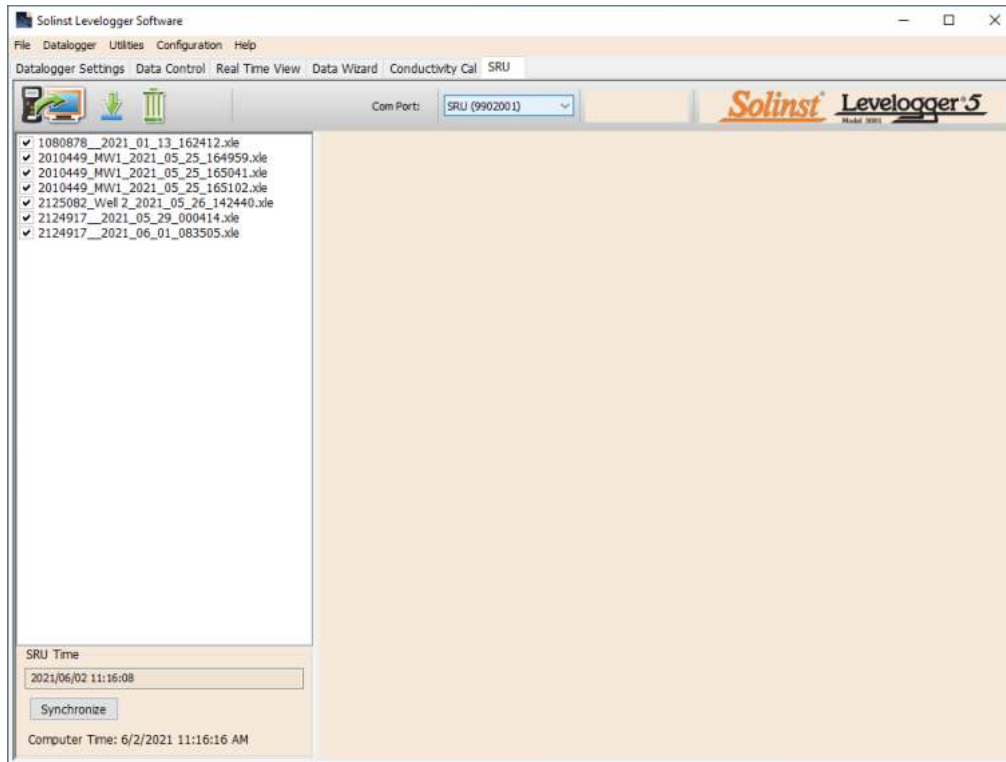 Solinst Levelogger Software
File Datalogger Utilities Configuration Help
Datalogger Settings Data Control Real Time View Data Wizard Conductivity Cal SRU
Com Port: SRU (9902001)
Solinst® Levelogger® 5
Model 3001
1080878__2021_01_13_162412.xle
2010449_MW1_2021_05_25_164959.xle
2010449_MW1_2021_05_25_165041.xle
2010449_MW1_2021_05_25_165102.xle
2125082_Well 2_2021_05_26_142440.xle
2124917__2021_05_29_000414.xle
2124917__2021_06_01_083505.xle
SRU Time
2021/06/02 11:16:08
Synchronize
Computer Time: 6/2/2021 11:16:16 AM